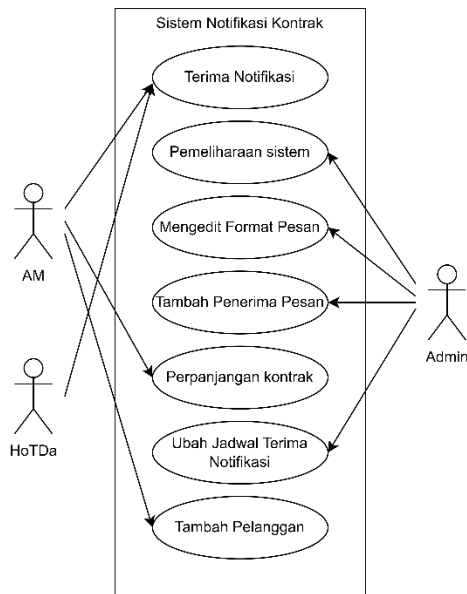 Sistem Notifikasi Kontrak
Terima Notifikasi
Pemeliharaan sistem
Mengedit Format Pesan
AM
Tambah Penerima Pesan
Admin
Perpanjangan kontrak
HoTDa
Ubah Jadwal Terima
Notifikasi
Tambah Pelanggan